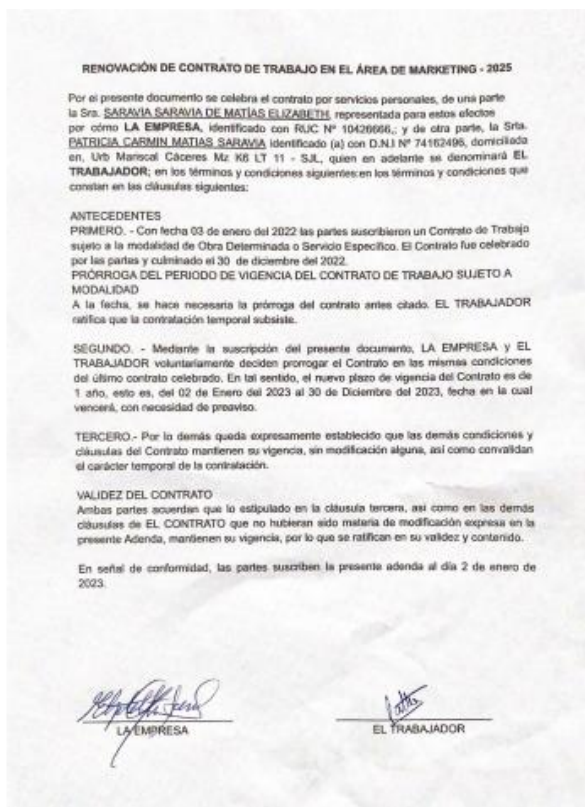 RENOVACIÓN DE CONTRATO DE TRABAJO EN EL ÁREA DE MARKETING - 2025
Por el presente documento se celebra el contrato por servicios personales, de una parte
la Sra. SARAVIA SARAVIA DE MATÍAS ELIZABETH, representada para estos efectos
por cómo LA EMPRESA, identificado con RUC Nº 10426666,; y de otra parte, la Srta.
PATRICIA CARMIN MATIAS SARAVIA identificado (a) con D.N.I Nº 74162496, domiciliada
en, Urb Mariscal Cáceres Mz K6 LT 11 - SJL, quien en adelante se denominará EL
TRABAJADOR; en los términos y condiciones siguientes:en los términos y condiciones que
constan en las cláusulas siguientes:
ANTECEDENTES
PRIMERO. - Con fecha 03 de enero del 2022 las partes suscribieron un Contrato de Trabajo
sujeto a la modalidad de Obra Determinada o Servicio Específico. El Contrato fue celebrado
por las partes y culminado el 30 de diciembre del 2022.
PRÓRROGA DEL PERIODO DE VIGENCIA DEL CONTRATO DE TRABAJO SUJETO A
MODALIDAD
A la fecha, se hace necesaria la prórroga del contrato antes citado. EL TRABAJADOR
ratifica que la contratación temporal subsiste.
SEGUNDO. - Mediante la suscripción del presente documento, LA EMPRESA y EL
TRABAJADOR voluntariamente deciden prorrogar el Contrato en las mismas condiciones
del último contrato celebrado. En tal sentido, el nuevo plazo de vigencia del Contrato es de
1 año, esto es, del 02 de Enero del 2023 al 30 de Diciembre del 2023, fecha en la cual
vencerá, con necesidad de preaviso.
TERCERO.- Por lo demás queda expresamente establecido que las demás condiciones y
cláusulas del Contrato mantienen su vigencia, sin modificación alguna, así como convalidan
el carácter temporal de la contratación.
VALIDEZ DEL CONTRATO
Ambas partes acuerdan que lo estipulado en la cláusula tercera, así como en las demás
cláusulas de EL CONTRATO que no hubieran sido materia de modificación expresa en la
presente Adenda, mantienen su vigencia, por lo que se ratifican en su validez y contenido.
En señal de conformidad, las partes suscriben la presente adenda al día 2 de enero de
2023.
LA EMPRESA
EL TRABAJADOR